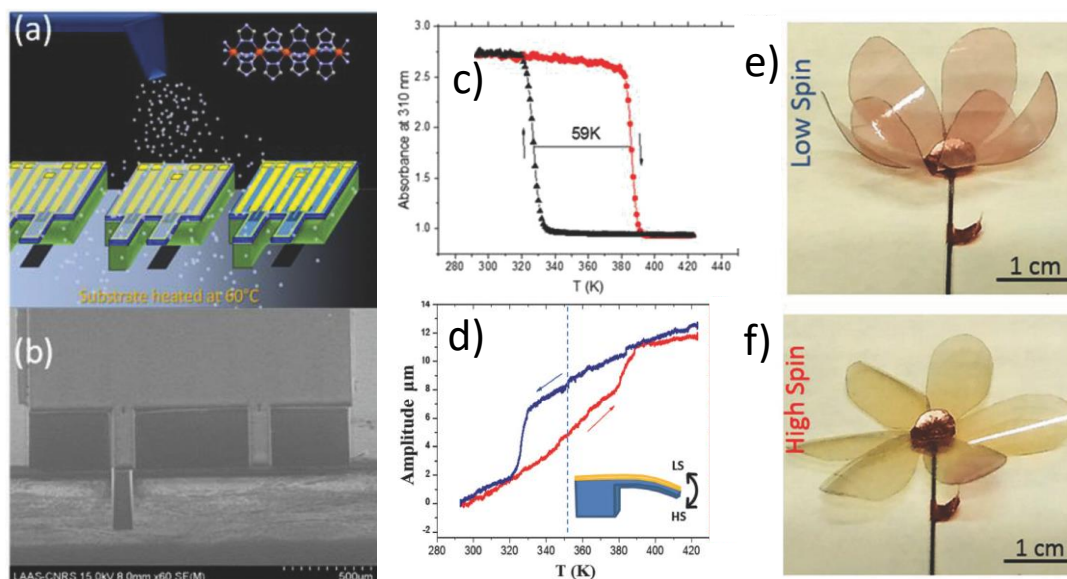 (a)
Substrate heated at 60°C
(b)
LAAS-CNRS 15.0kV 8.0mm x60 SE(M)
500um
c)
Absorbance at 310 nm
3.0
2.5
2.0
1.5
1.0
59K
280 300 320 340 360 380 400 420 440
T (K)
d)
Amplitude μm
14
12
10
8
6
4
2
0
-2
LS
HS
280 300 320 340 360 380 400 420
T (K)
e)
Low Spin
1 cm
f)
High Spin
1 cm